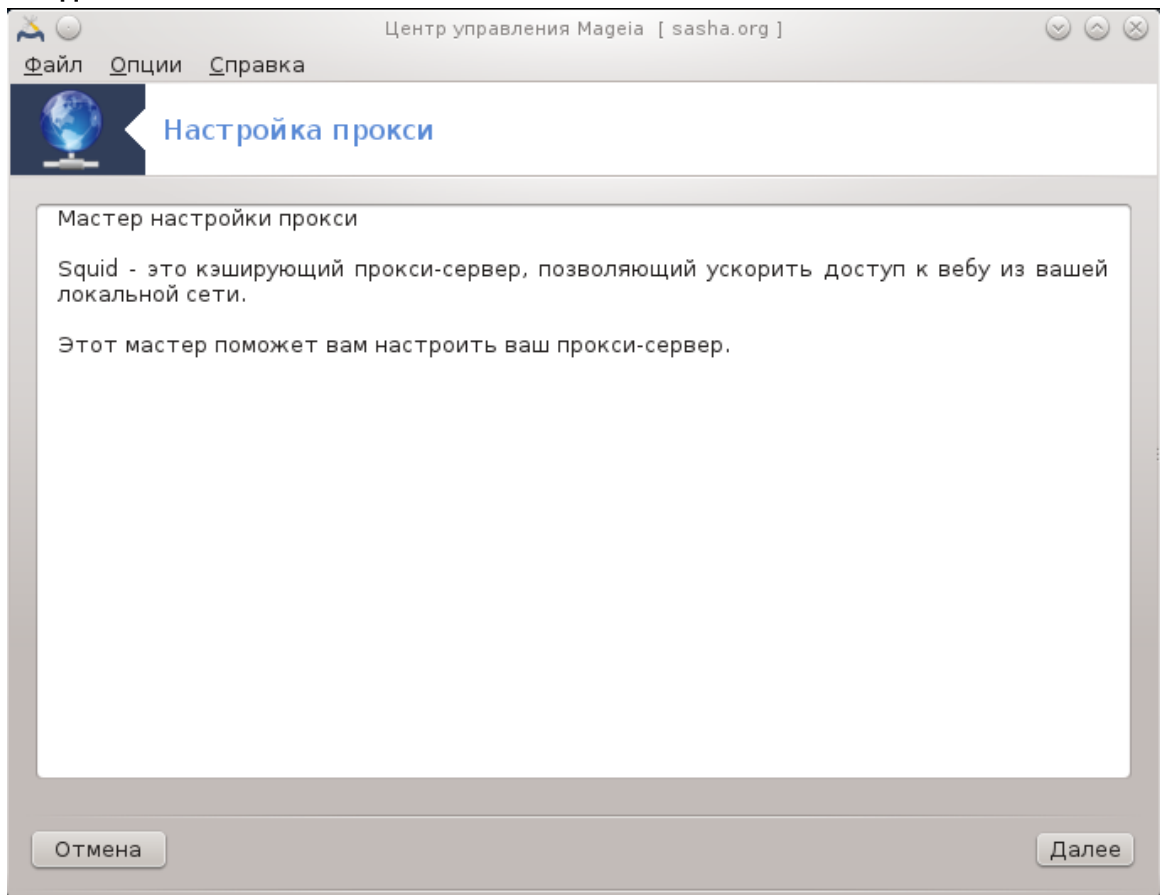 Центр управления Mageia [ sasha.org ]
Файл Опции Справка
Настройка прокси
Мастер настройки прокси
Squid - это кэширующий прокси-сервер, позволяющий ускорить доступ к вебу из вашей
локальной сети.
Этот мастер поможет вам настроить ваш прокси-сервер.
Отмена Далее